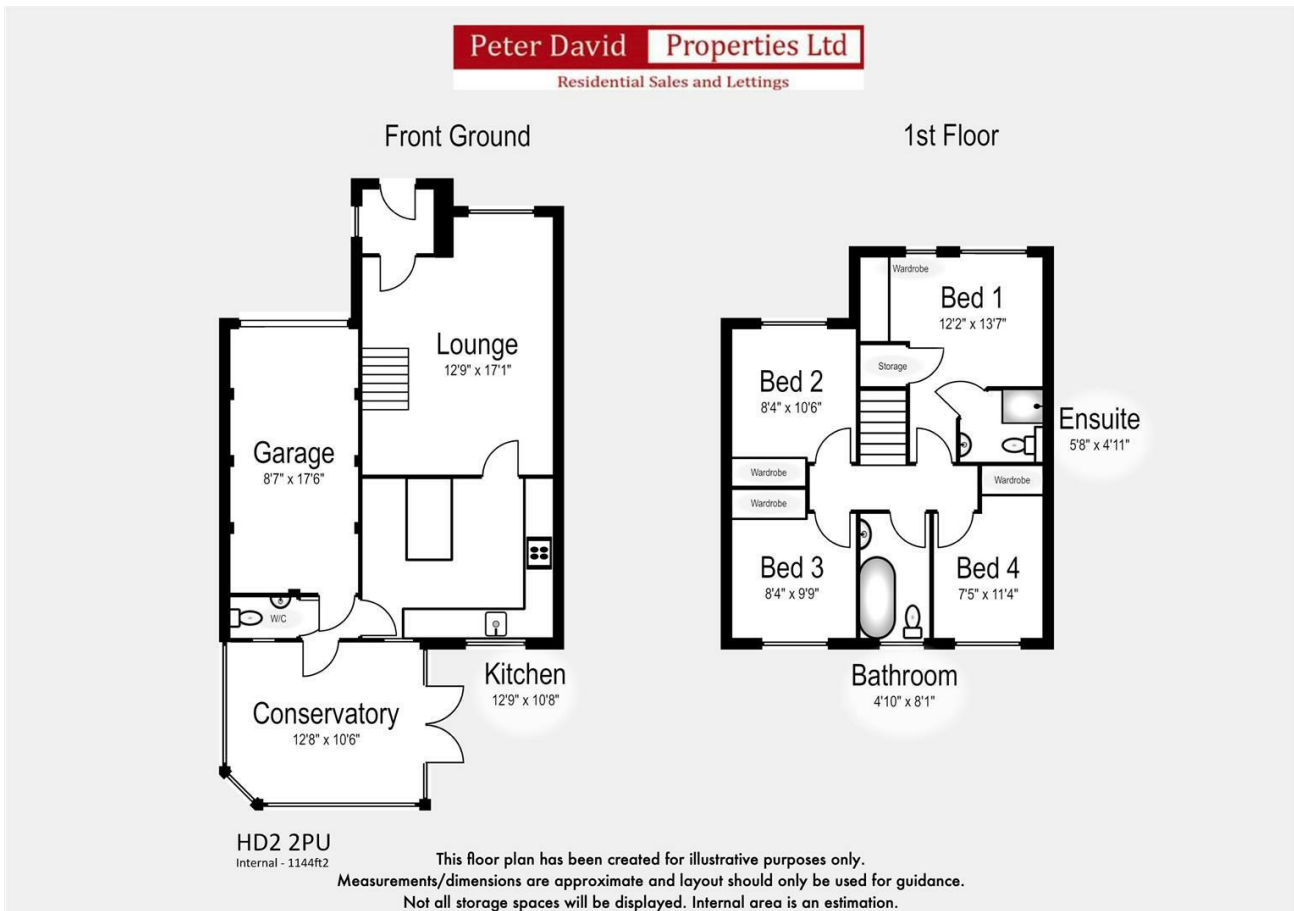 Peter David Properties Ltd
Residential Sales and Lettings
Front Ground
1st Floor
Lounge
12'9" x 17'1"
Garage
8'7" x 17'6"
W/C
Kitchen
12'9" x 10'8"
Conservatory
12'8" x 10'6"
Wardrobe
Bed 1
12'2" x 13'7"
Storage
Bed 2
8'4" x 10'6"
Ensuite
5'8" x 4'11"
Wardrobe
Wardrobe
Wardrobe
Bed 3
8'4" x 9'9"
Bed 4
7'5" x 11'4"
Bathroom
4'10" x 8'1"
HD2 2PU
Internal - 1144ft2
This floor plan has been created for illustrative purposes only.
Measurements/dimensions are approximate and layout should only be used for guidance.
Not all storage spaces will be displayed. Internal area is an estimation.